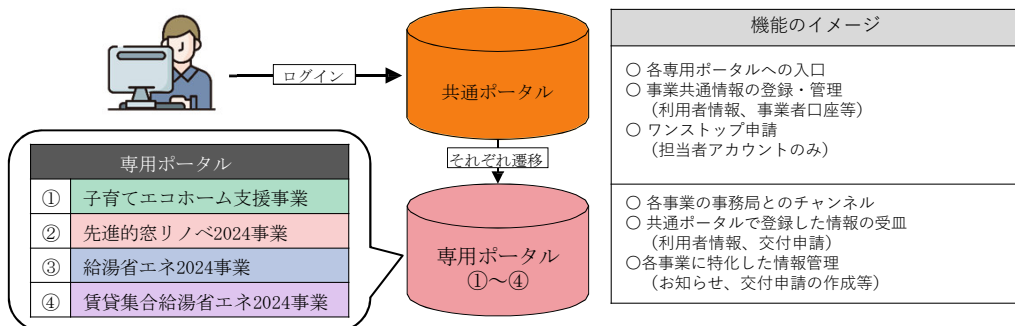 ログイン
共通ポータル
それぞれ遷移
専用ポータル
①～④
専用ポータル
① 子育てエコホーム支援事業
② 先進的窓リノベ2024事業
③ 給湯省エネ2024事業
④ 賃貸集合給湯省エネ2024事業
機能のイメージ
○ 各専用ポータルへの入口
○ 事業共通情報の登録・管理
（利用者情報、事業者口座等）
○ ワンストップ申請
（担当者アカウントのみ）
○ 各事業の事務局とのチャンネル
○ 共通ポータルで登録した情報の受皿
（利用者情報、交付申請）
○各事業に特化した情報管理
（お知らせ、交付申請の作成等）